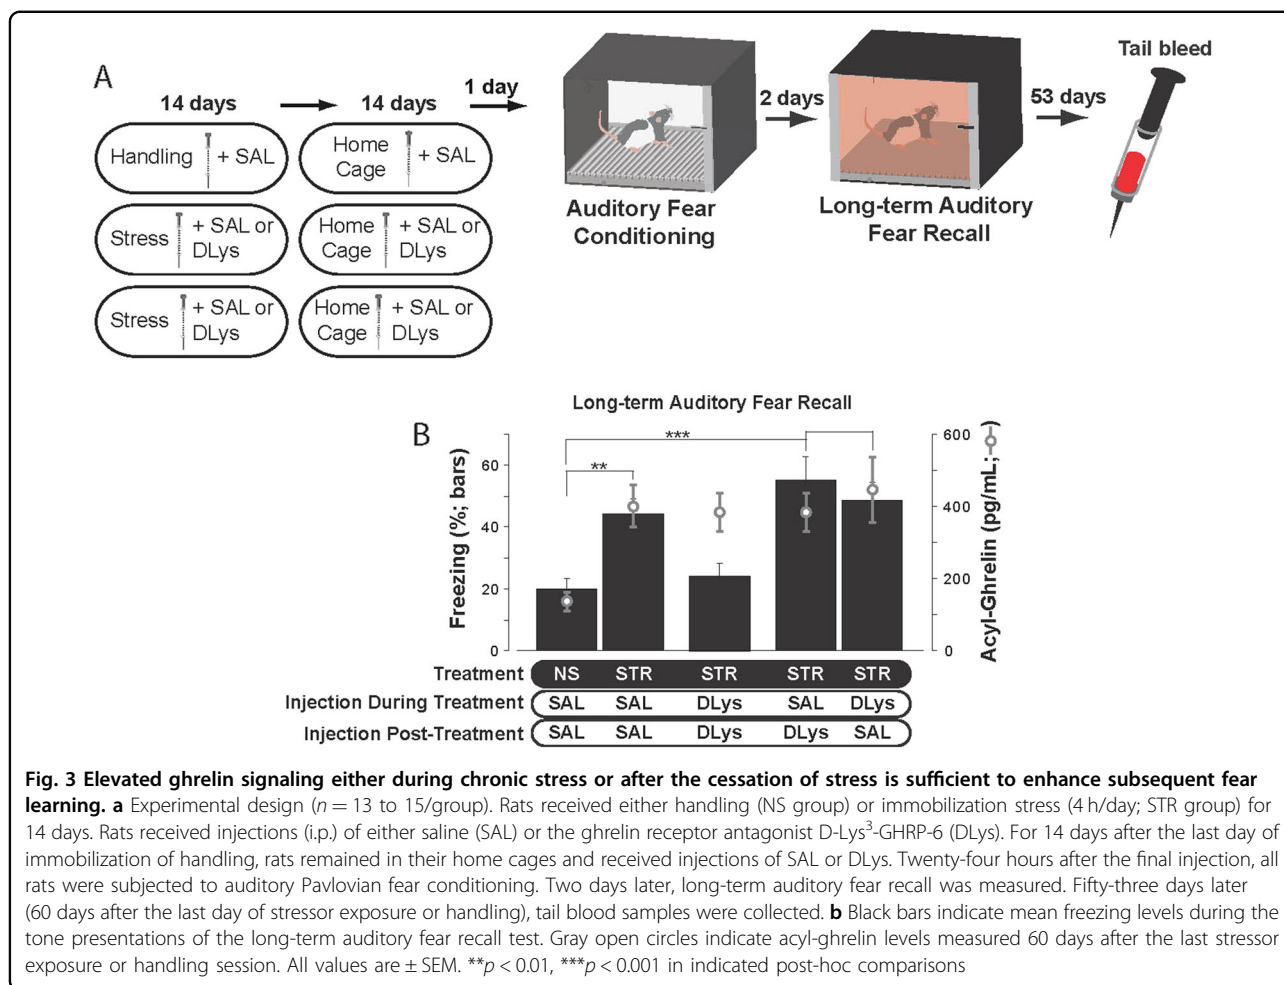 A
14 days
14 days
1 day
2 days
53 days
Tail bleed
Handling + SAL
Home
Cage + SAL
Stress + SAL or
DLys
Home + SAL or
Cage DLys
Stress + SAL or
DLys
Home + SAL or
Cage DLys
Auditory Fear
Conditioning
Long-term Auditory
Fear Recall
B
Long-term Auditory Fear Recall
Freezing (%; bars)
60
40
20
0
**
***
600
400
200
0
Acyl-Ghrelin (pg/mL; )
Treatment NS STR STR STR STR
Injection During Treatment SAL SAL DLys SAL DLys
Injection Post-Treatment SAL SAL DLys DLys SAL
Fig. 3 Elevated ghrelin signaling either during chronic stress or after the cessation of stress is sufficient to enhance subsequent fear
learning. a Experimental design (n = 13 to 15/group). Rats received either handling (NS group) or immobilization stress (4 h/day; STR group) for
14 days. Rats received injections (i.p.) of either saline (SAL) or the ghrelin receptor antagonist D-Lys³-GHRP-6 (DLys). For 14 days after the last day of
immobilization of handling, rats remained in their home cages and received injections of SAL or DLys. Twenty-four hours after the final injection, all
rats were subjected to auditory Pavlovian fear conditioning. Two days later, long-term auditory fear recall was measured. Fifty-three days later
(60 days after the last day of stressor exposure or handling), tail blood samples were collected. b Black bars indicate mean freezing levels during the
tone presentations of the long-term auditory fear recall test. Gray open circles indicate acyl-ghrelin levels measured 60 days after the last stressor
exposure or handling session. All values are ± SEM. **p < 0.01, ***p < 0.001 in indicated post-hoc comparisons